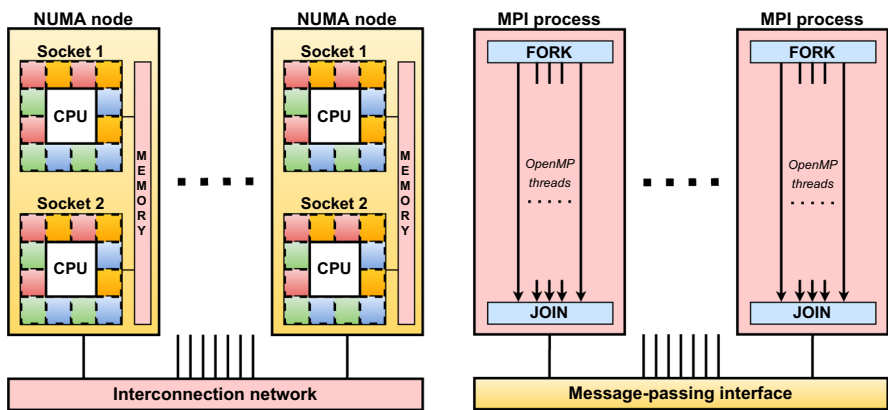 NUMA node
Socket 1
CPU
MEMORY
Socket 2
CPU
NUMA node
Socket 1
CPU
MEMORY
Socket 2
CPU
Interconnection network
MPI process
FORK
OpenMP
threads
JOIN
MPI process
FORK
OpenMP
threads
JOIN
Message-passing interface